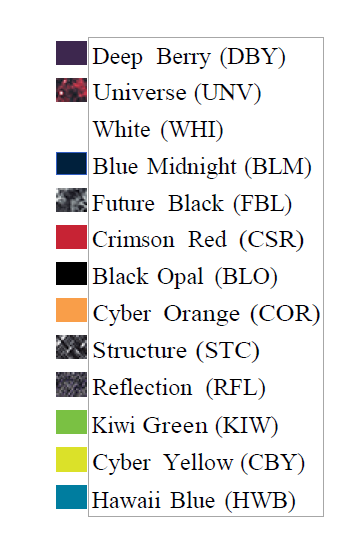 Deep Berry (DBY)
Universe (UNV)
White (WHI)
Blue Midnight (BLM)
Future Black (FBL)
Crimson Red (CSR)
Black Opal (BLO)
Cyber Orange (COR)
Structure (STC)
Reflection (RFL)
Kiwi Green (KIW)
Cyber Yellow (CBY)
Hawaii Blue (HWB)